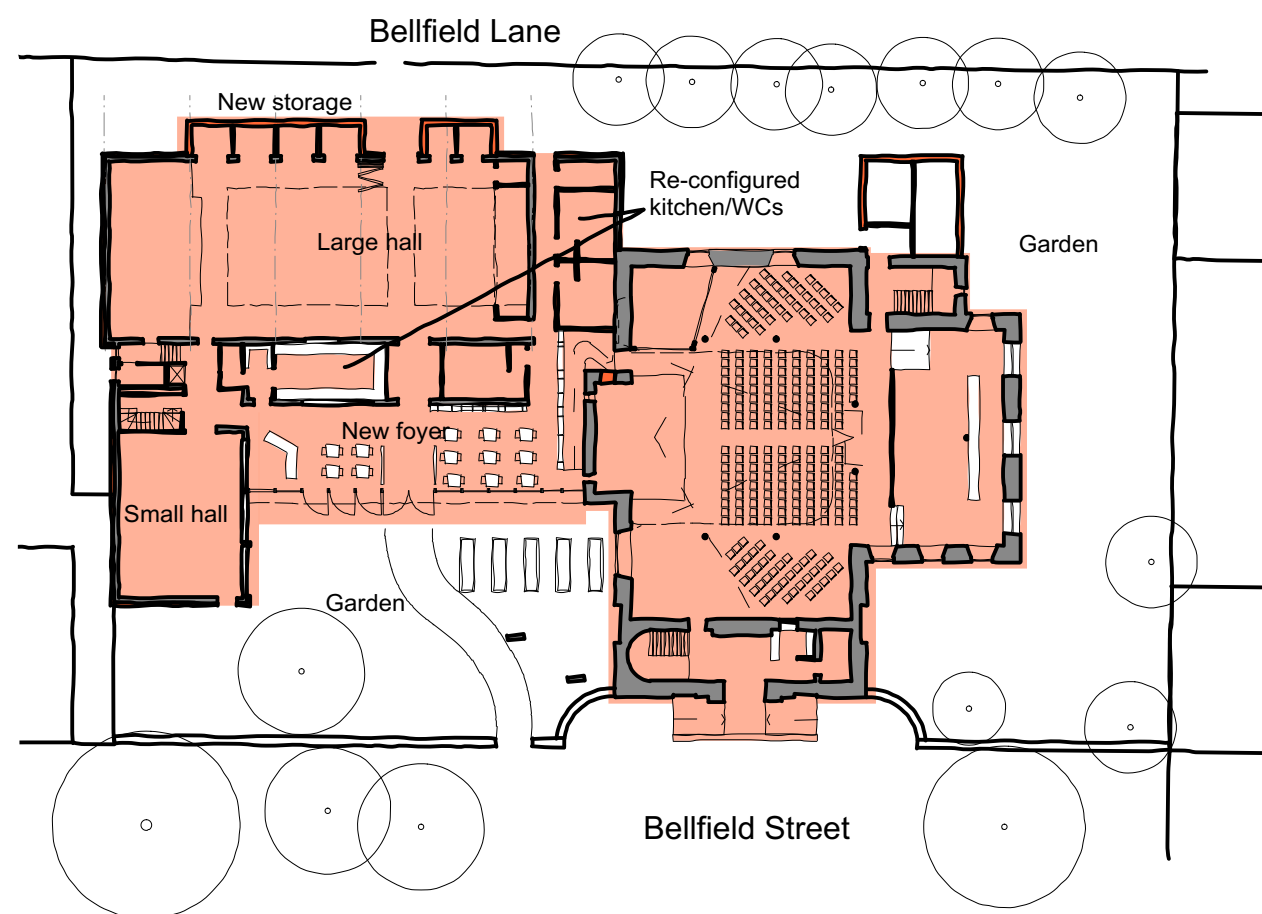 Bellfield Lane
New storage
Re-configured
kitchen/WCs
Large hall
Garden
New foyer
Small hall
Garden
Bellfield Street